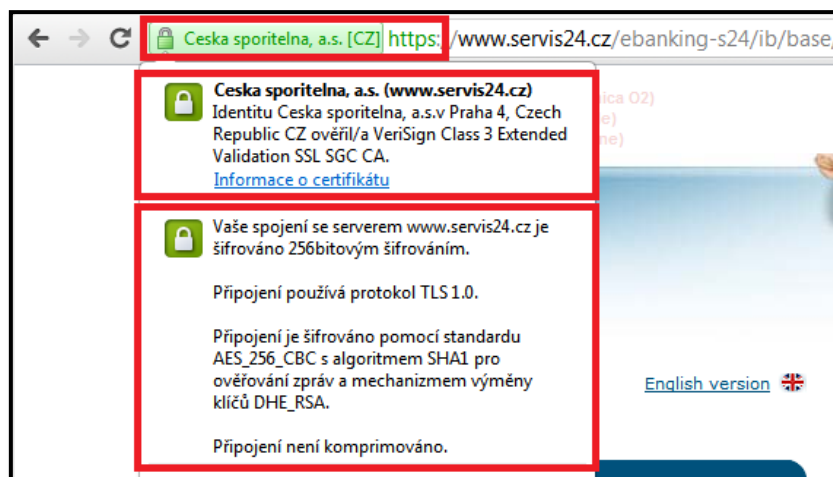 Ceska sporitelna, a.s. [CZ] https://www.servis24.cz/ebanking-s24/ib/base/
Ceska sporitelna, a.s. (www.servis24.cz)
Identitu Ceska sporitelna, a.s.v Praha 4, Czech
Republic CZ ověřil/a VeriSign Class 3 Extended
Validation SSL SGC CA.
Informace o certifikátu
nica O2)
e)
ne)
Vaše spojení se serverem www.servis24.cz je
šifrováno 256bitovým šifrováním.
Připojení používá protokol TLS 1.0.
Připojení je šifrováno pomocí standardu
AES_256_CBC s algoritmem SHA1 pro
ověřování zpráv a mechanizmem výměny
klíčů DHE_RSA.
Připojení není komprimováno.
English version